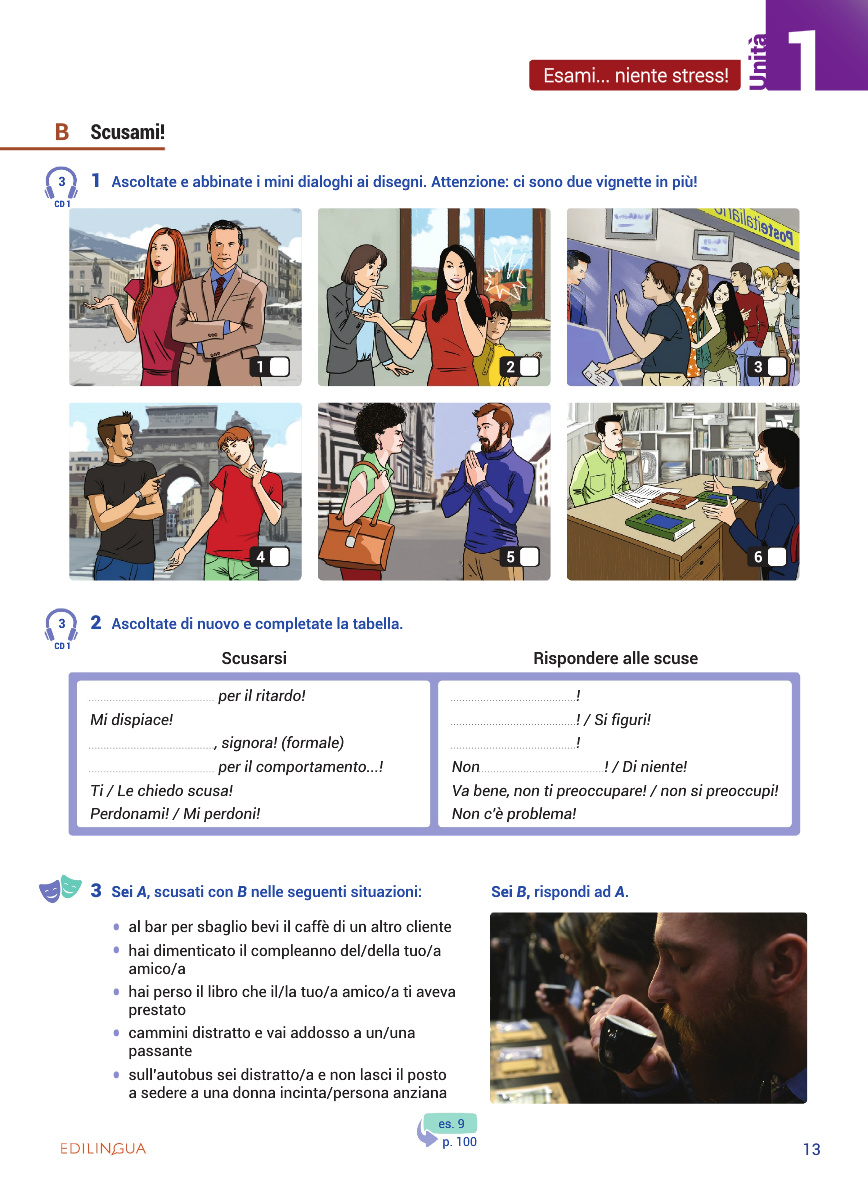 Unità
1
Esami... niente stress!
B Scusami!
3
CD 1
1 Ascoltate e abbinate i mini dialoghi ai disegni. Attenzione: ci sono due vignette in più!
Posteitaliane
1
2
3
4
5
6
3
CD 1
2 Ascoltate di nuovo e completate la tabella.
Scusarsi
Rispondere alle scuse
.......................................... per il ritardo!
Mi dispiace!
.........................................., signora! (formale)
.......................................... per il comportamento...!
Ti / Le chiedo scusa!
Perdonami! / Mi perdoni!
..........................................!
..........................................! / Si figuri!
..........................................!
Non.........................................! / Di niente!
Va bene, non ti preoccupare! / non si preoccupi!
Non c'è problema!
3 Sei A, scusati con B nelle seguenti situazioni:
• al bar per sbaglio bevi il caffè di un altro cliente
• hai dimenticato il compleanno del/della tuo/a
amico/a
• hai perso il libro che il/la tuo/a amico/a ti aveva
prestato
• cammini distratto e vai addosso a un/una
passante
• sull'autobus sei distratto/a e non lasci il posto
a sedere a una donna incinta/persona anziana
Sei B, rispondi ad A.
es. 9
p. 100
EDILINGUA
13